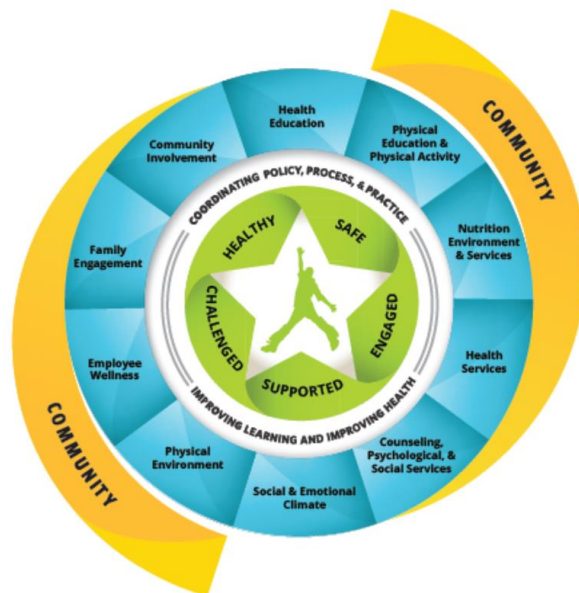 COMMUNITY
Health
Education
Physical
Education &
Physical Activity
Nutrition
Environment
& Services
Health
Services
Counseling,
Psychological, &
Social Services
Social & Emotional
Climate
Physical
Environment
Employee
Wellness
Family
Engagement
Community
Involvement
COORDINATING POLICY, PROCESS, & PRACTICE
IMPROVING LEARNING AND IMPROVING HEALTH
HEALTHY
SAFE
ENGAGED
SUPPORTED
CHALLENGED
COMMUNITY